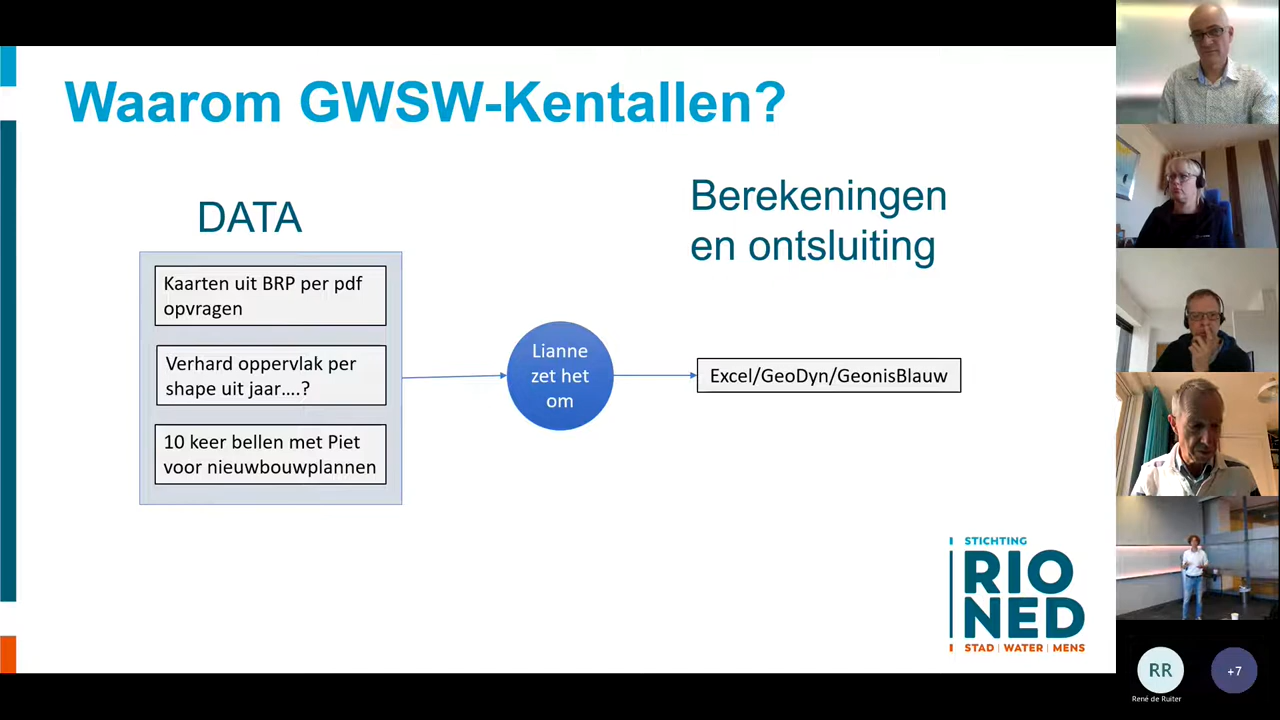 Waarom GWSW-Kentallen?
DATA
Kaarten uit BRP per pdf
opvragen
Verhard oppervlak per
shape uit jaar....?
10 keer bellen met Piet
voor nieuwbouwplannen
Lianne
zet het
om
Berekeningen
en ontsluiting
Excel/GeoDyn/GeonisBlauw
STICHTING
RIO
NED
STAD | WATER | MENS
RR
René de Ruiter
+7